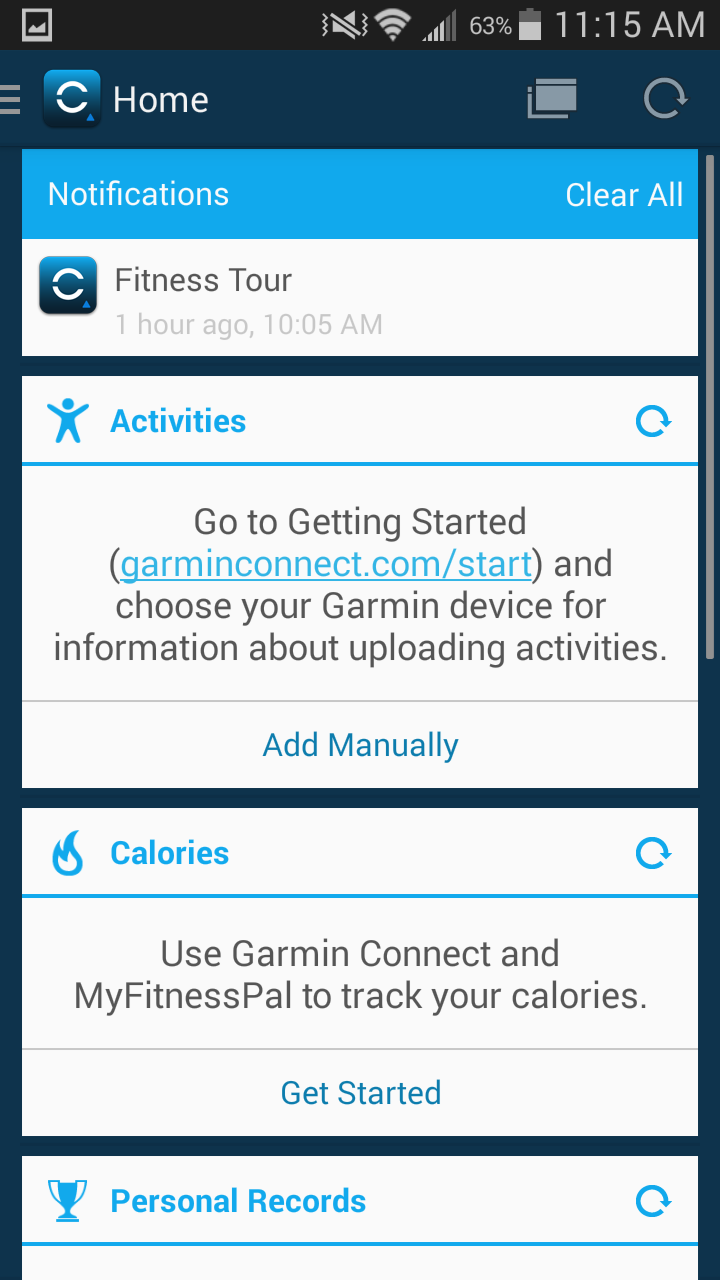 63% 11:15 AM
Home
Notifications Clear All
Fitness Tour
1 hour ago, 10:05 AM
Activities
Go to Getting Started
(garminconnect.com/start) and
choose your Garmin device for
information about uploading activities.
Add Manually
Calories
Use Garmin Connect and
MyFitnessPal to track your calories.
Get Started
Personal Records